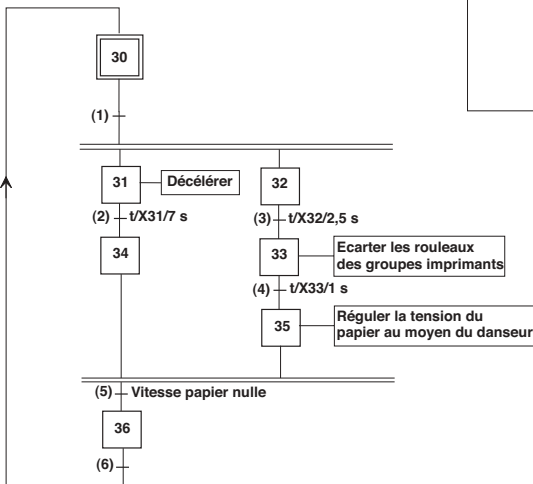 30
(1)
31
Décélérer
32
(2) t/X31/7 s
(3) t/X32/2,5 s
34
33
Ecarter les rouleaux
des groupes imprimants
(4) t/X33/1 s
35
Réguler la tension du
papier au moyen du danseur
(5) Vitesse papier nulle
36
(6)